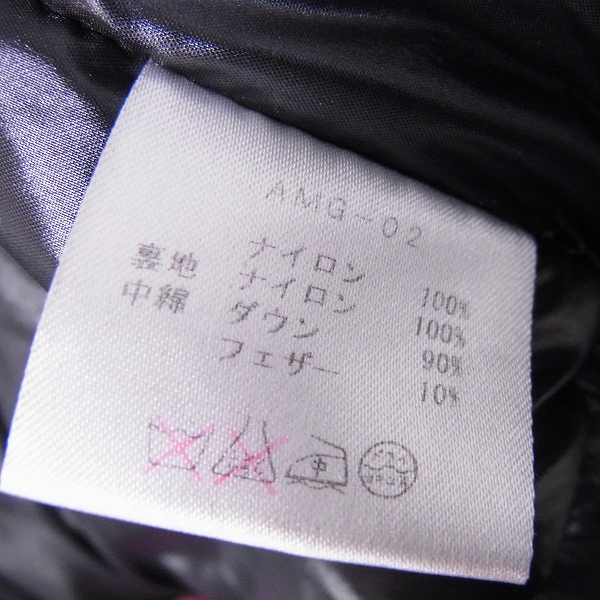 AMG-02
ナイロン 100%
裏地 ナイロン 100%
中綿 ダウン 90%
フェザー 10%
中